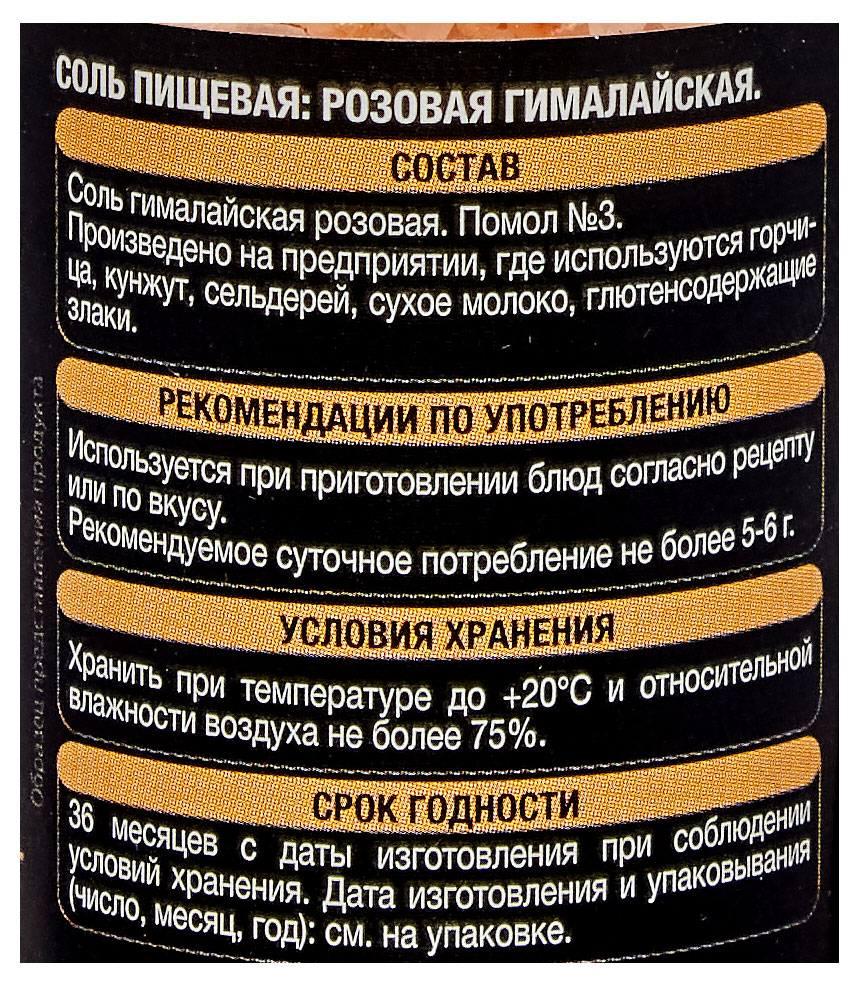 СОЛЬ ПИЩЕВАЯ: РОЗОВАЯ ГИМАЛАЙСКАЯ.
СОСТАВ
Соль гималайская розовая. Помол №3.
Произведено на предприятии, где используются горчи-
ца, кунжут, сельдерей, сухое молоко, глютенсодержащие
злаки.
РЕКОМЕНДАЦИИ ПО УПОТРЕБЛЕНИЮ
Используется при приготовлении блюд согласно рецепту
или по вкусу.
Рекомендуемое суточное потребление не более 5-6 г.
УСЛОВИЯ ХРАНЕНИЯ
Хранить при температуре до +20°С и относительной
влажности воздуха не более 75%.
СРОК ГОДНОСТИ
36 месяцев с даты изготовления при соблюдении
условий хранения. Дата изготовления и упаковывания
(число, месяц, год): см. на упаковке.
Образец представления продукта